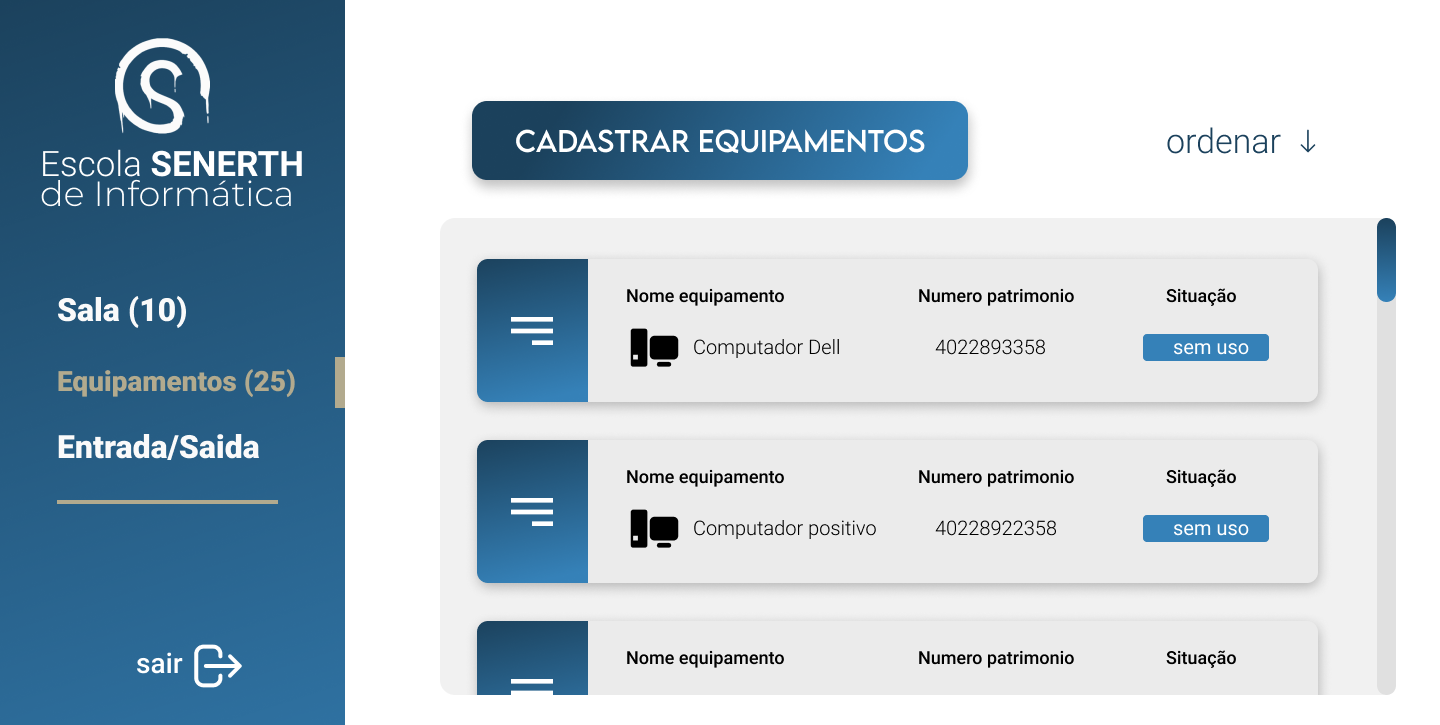 Escola SENERTH
de Informática
Sala (10)
Equipamentos (25)
Entrada/Saida
sair
CADASTRAR EQUIPAMENTOS
ordenar ↓
Nome equipamento Numero patrimonio Situação
Computador Dell 4022893358 sem uso
Nome equipamento Numero patrimonio Situação
Computador positivo 40228922358 sem uso
Nome equipamento Numero patrimonio Situação